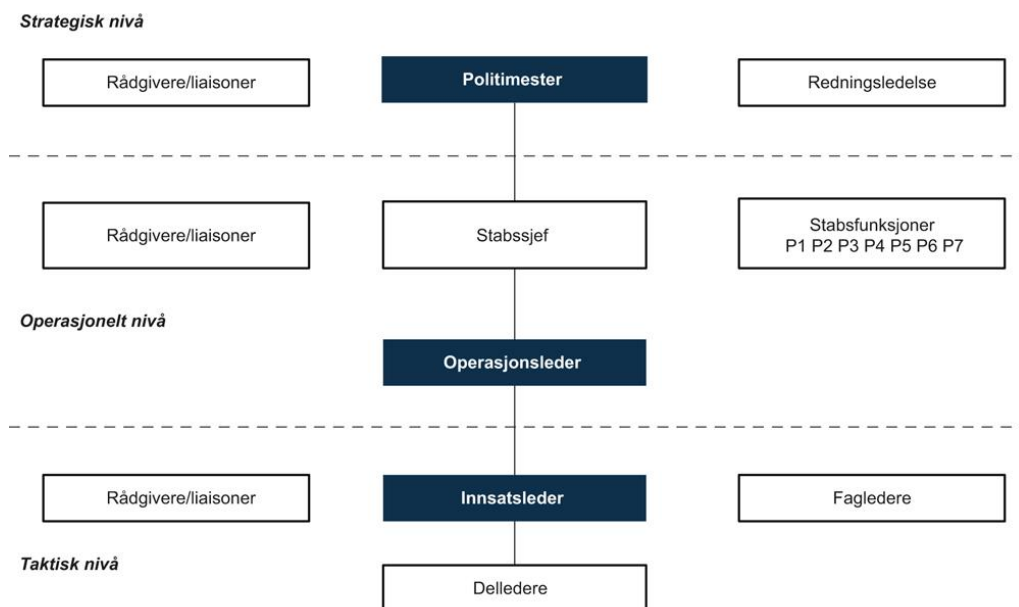 Strategisk nivå
Rådgivere/liaisoner
Politimester
Redningsledelse
Rådgivere/liaisoner
Stabssjef
Stabsfunksjoner
P1 P2 P3 P4 P5 P6 P7
Operasjonelt nivå
Operasjonsleder
Rådgivere/liaisoner
Innsatsleder
Fagledere
Taktisk nivå
Delledere